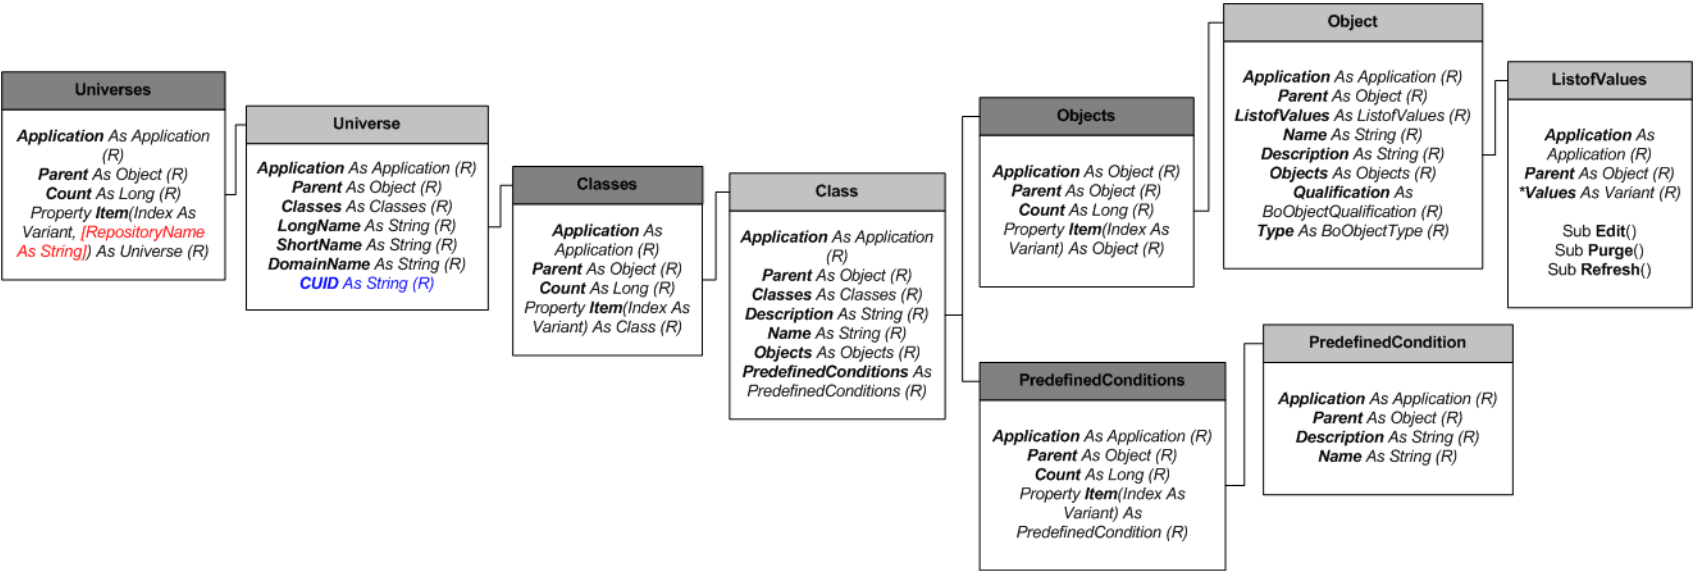 Universes
Application As Application
(R)
Parent As Object (R)
Count As Long (R)
Property Item(Index As
Variant, [RepositoryName
As String]) As Universe (R)
Universe
Application As Application (R)
Parent As Object (R)
Classes As Classes (R)
LongName As String (R)
ShortName As String (R)
DomainName As String (R)
CUID As String (R)
Classes
Application As
Application (R)
Parent As Object (R)
Count As Long (R)
Property Item(Index As
Variant) As Class (R)
Class
Application As Application
(R)
Parent As Object (R)
Classes As Classes (R)
Description As String (R)
Name As String (R)
Objects As Objects (R)
PredefinedConditions As
PredefinedConditions (R)
Objects
Application As Object (R)
Parent As Object (R)
Count As Long (R)
Property Item(Index As
Variant) As Object (R)
Object
Application As Application (R)
Parent As Object (R)
ListofValues As ListofValues (R)
Name As String (R)
Description As String (R)
Objects As Objects (R)
Qualification As
BoObjectQualification (R)
Type As BoObjectType (R)
ListofValues
Application As
Application (R)
Parent As Object (R)
*Values As Variant (R)
Sub Edit()
Sub Purge()
Sub Refresh()
PredefinedConditions
Application As Application (R)
Parent As Object (R)
Count As Long (R)
Property Item(Index As
Variant) As
PredefinedCondition (R)
PredefinedCondition
Application As Application (R)
Parent As Object (R)
Description As String (R)
Name As String (R)